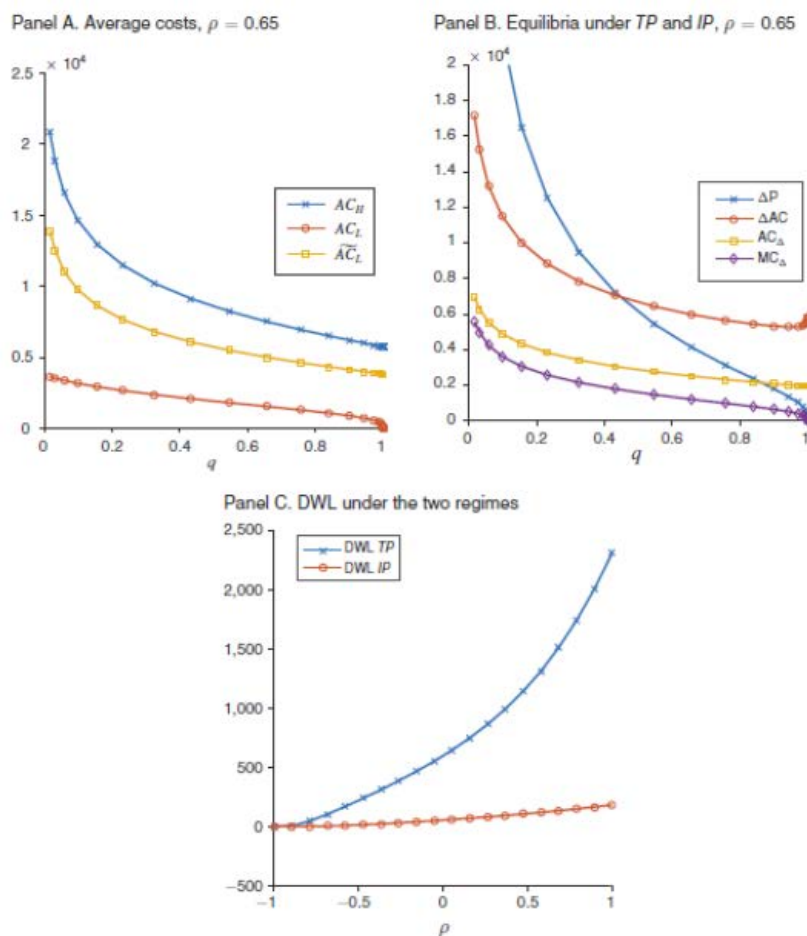 Panel A. Average costs, ρ = 0.65
× 10⁴
2.5
2
1.5
1
0.5
0
0 0.2 0.4 0.6 0.8 1
q
AC_H
AC_L
A͠C_L
Panel B. Equilibria under TP and IP, ρ = 0.65
× 10⁴
2
1.8
1.6
1.4
1.2
1
0.8
0.6
0.4
0.2
0
0 0.2 0.4 0.6 0.8 1
q
ΔP
ΔAC
AC_Δ
MC_Δ
Panel C. DWL under the two regimes
2,500
2,000
1,500
1,000
500
0
−500
−1 −0.5 0 0.5 1
ρ
DWL TP
DWL IP